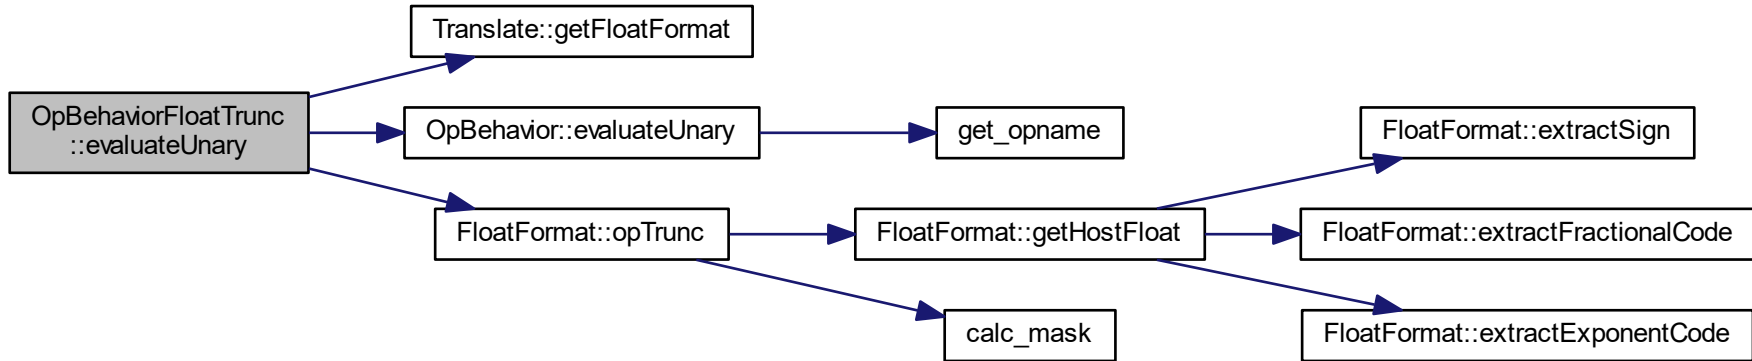 OpBehaviorFloatTrunc
::evaluateUnary
Translate::getFloatFormat
OpBehavior::evaluateUnary
get_opname
FloatFormat::opTrunc
FloatFormat::getHostFloat
FloatFormat::extractSign
FloatFormat::extractFractionalCode
FloatFormat::extractExponentCode
calc_mask